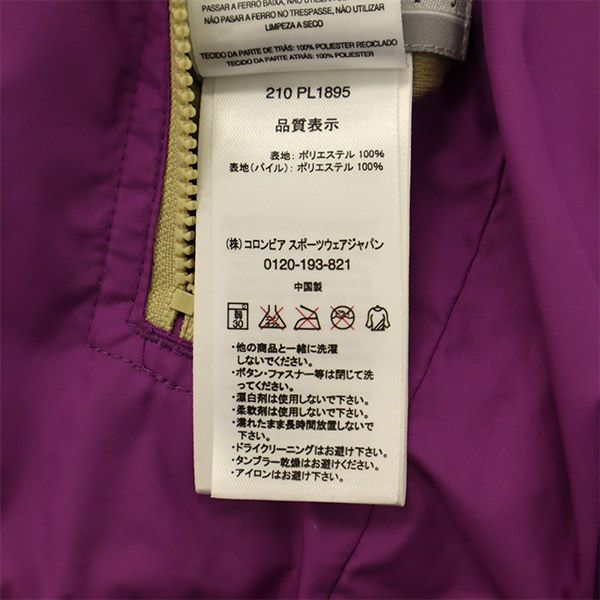 PASSAR A FERRO BAIXA, NÃO UTILIZAR
PASSAR A FERRO NO TRESPASSE, NÃO UTILIZAR
LIMPEZA A SECO
TECIDO DA PARTE DE TRÁS: 100% POLIESTER RECICLADO
TECIDO DA PARTE ATRÁS: 100% POLIESTER
210 PL1895
品質表示
表地: ポリエステル 100%
表地(パイル): ポリエステル 100%
(株) コロンビア スポーツウェアジャパン
0120-193-821
中国製
弱
30
・他の商品と一緒に洗濯
しないでください。
・ボタン・ファスナー等は閉じて洗
ってください。
・漂白剤は使用しないで下さい。
・柔軟剤は使用しないで下さい。
・濡れたまま長時間放置しない
で下さい。
・ドライクリーニングはお避け下さい。
・タンブラー乾燥はお避け下さい。
・アイロンはお避け下さい。